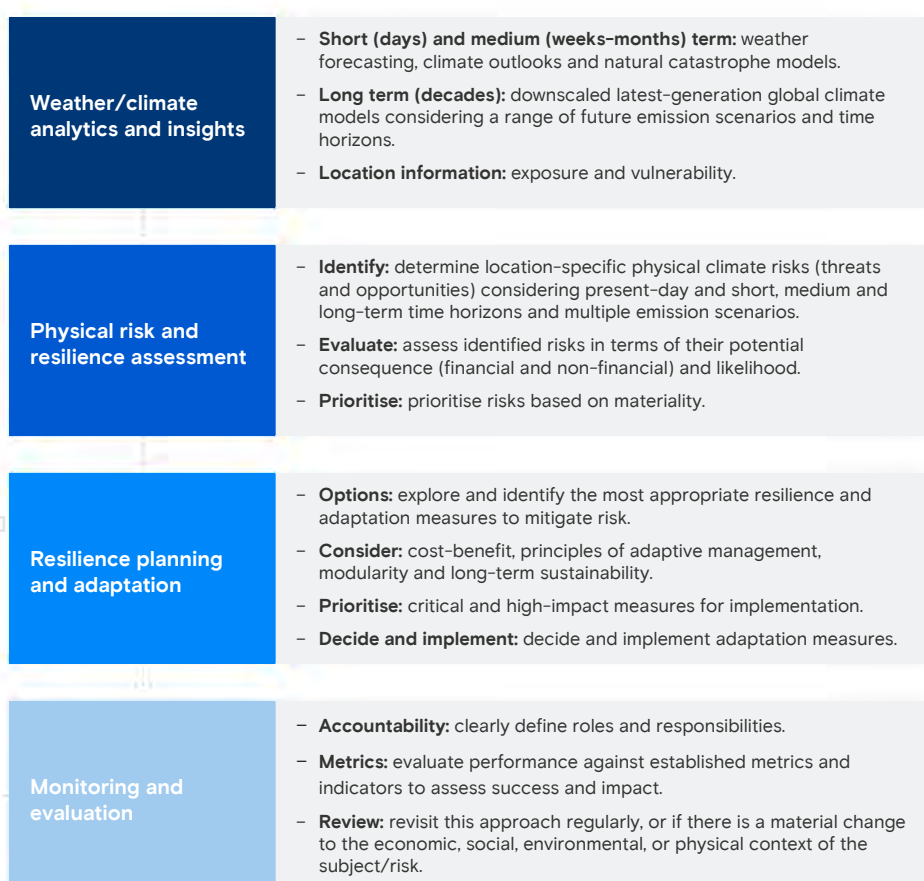 Weather/climate
analytics and insights
– Short (days) and medium (weeks–months) term: weather
forecasting, climate outlooks and natural catastrophe models.
– Long term (decades): downscaled latest-generation global climate
models considering a range of future emission scenarios and time
horizons.
– Location information: exposure and vulnerability.
Physical risk and
resilience assessment
– Identify: determine location-specific physical climate risks (threats
and opportunities) considering present-day and short, medium and
long-term time horizons and multiple emission scenarios.
– Evaluate: assess identified risks in terms of their potential
consequence (financial and non-financial) and likelihood.
– Prioritise: prioritise risks based on materiality.
Resilience planning
and adaptation
– Options: explore and identify the most appropriate resilience and
adaptation measures to mitigate risk.
– Consider: cost-benefit, principles of adaptive management,
modularity and long-term sustainability.
– Prioritise: critical and high-impact measures for implementation.
– Decide and implement: decide and implement adaptation measures.
Monitoring and
evaluation
– Accountability: clearly define roles and responsibilities.
– Metrics: evaluate performance against established metrics and
indicators to assess success and impact.
– Review: revisit this approach regularly, or if there is a material change
to the economic, social, environmental, or physical context of the
subject/risk.